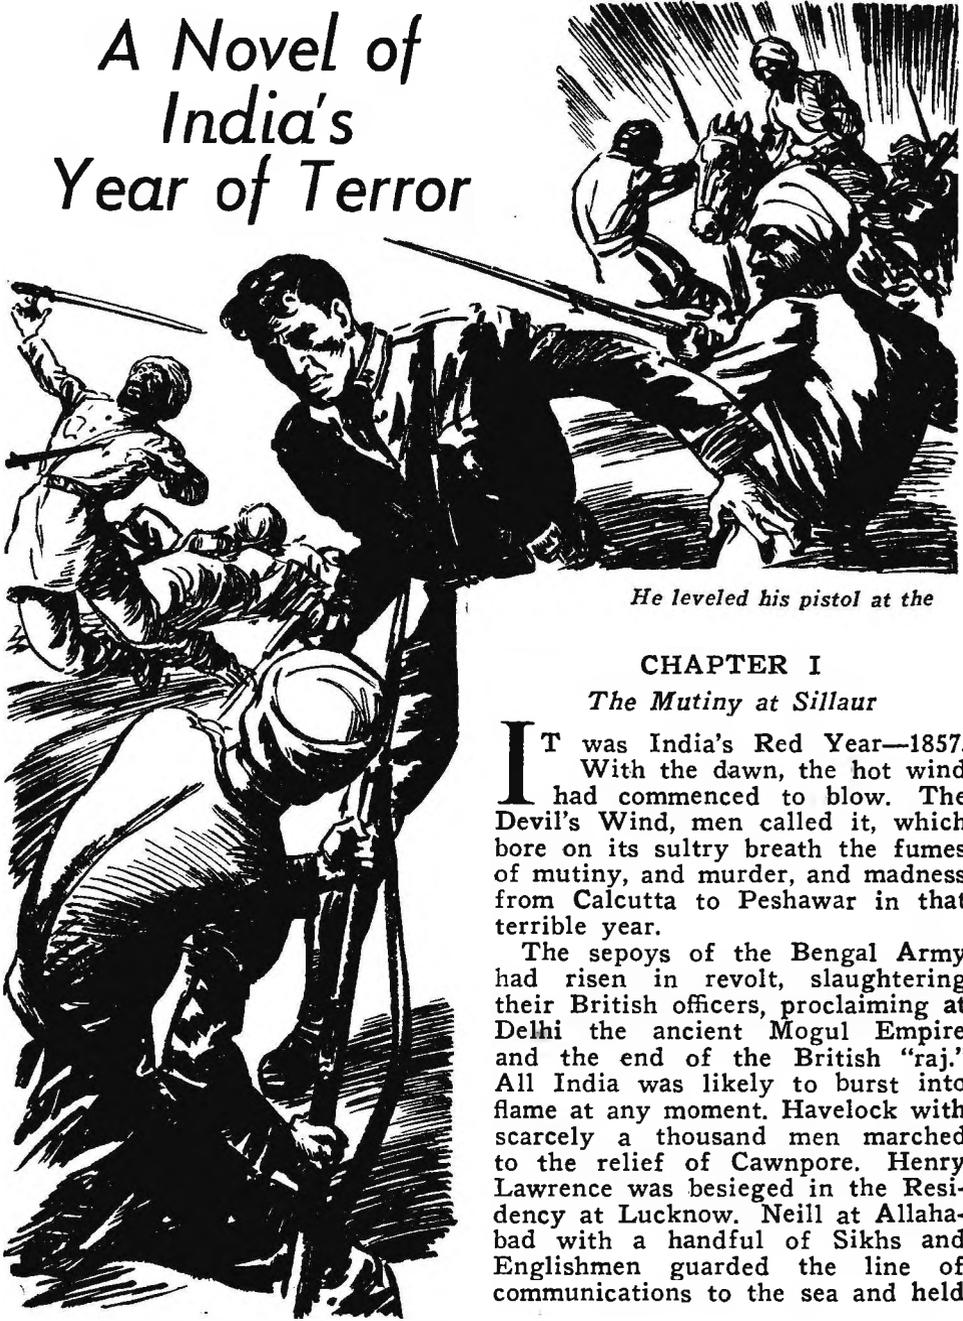 A Novel of
India's
Year of Terror
He leveled his pistol at the
CHAPTER I
The Mutiny at Sillaur
IT was India's Red Year—1857.
With the dawn, the hot wind
had commenced to blow. The
Devil's Wind, men called it, which
bore on its sultry breath the fumes
of mutiny, and murder, and madness
from Calcutta to Peshawar in that
terrible year.
The sepoys of the Bengal Army
had risen in revolt, slaughtering
their British officers, proclaiming at
Delhi the ancient Mogul Empire
and the end of the British "raj."
All India was likely to burst into
flame at any moment. Havelock with
scarcely a thousand men marched
to the relief of Cawnpore. Henry
Lawrence was besieged in the Resi-
dency at Lucknow. Neill at Allaha-
bad with a handful of Sikhs and
Englishmen guarded the line of
communications to the sea and held